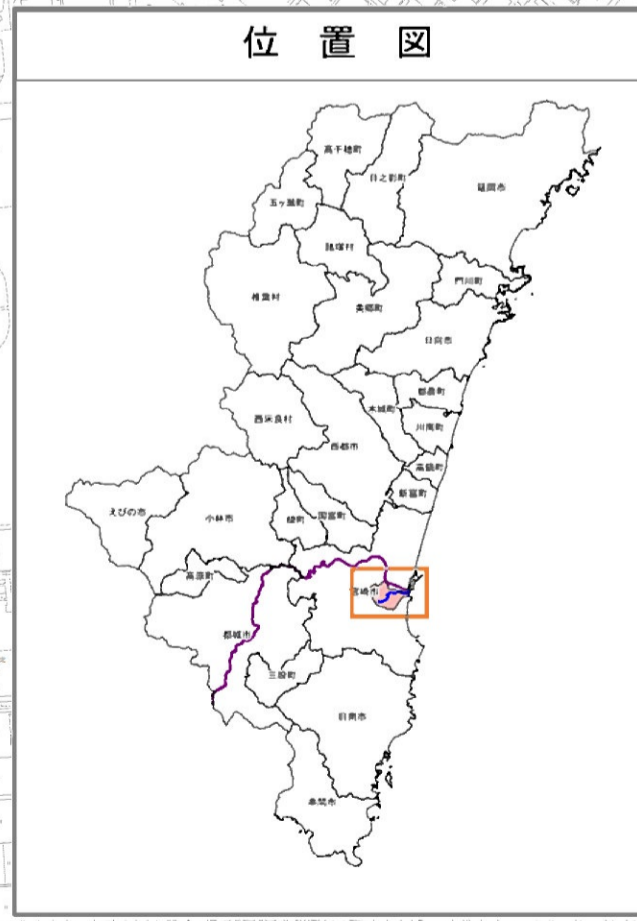 位置図
高千穂町
日之影町
延岡市
五ヶ瀬町
諸塚村
門川町
椎葉村
美郷町
日向市
都農町
木城町
西米良村
川南町
西都市
高鍋町
新富町
えびの市
小林市
綾町
国富町
高原町
宮崎市
都城市
三股町
日南市
串間市